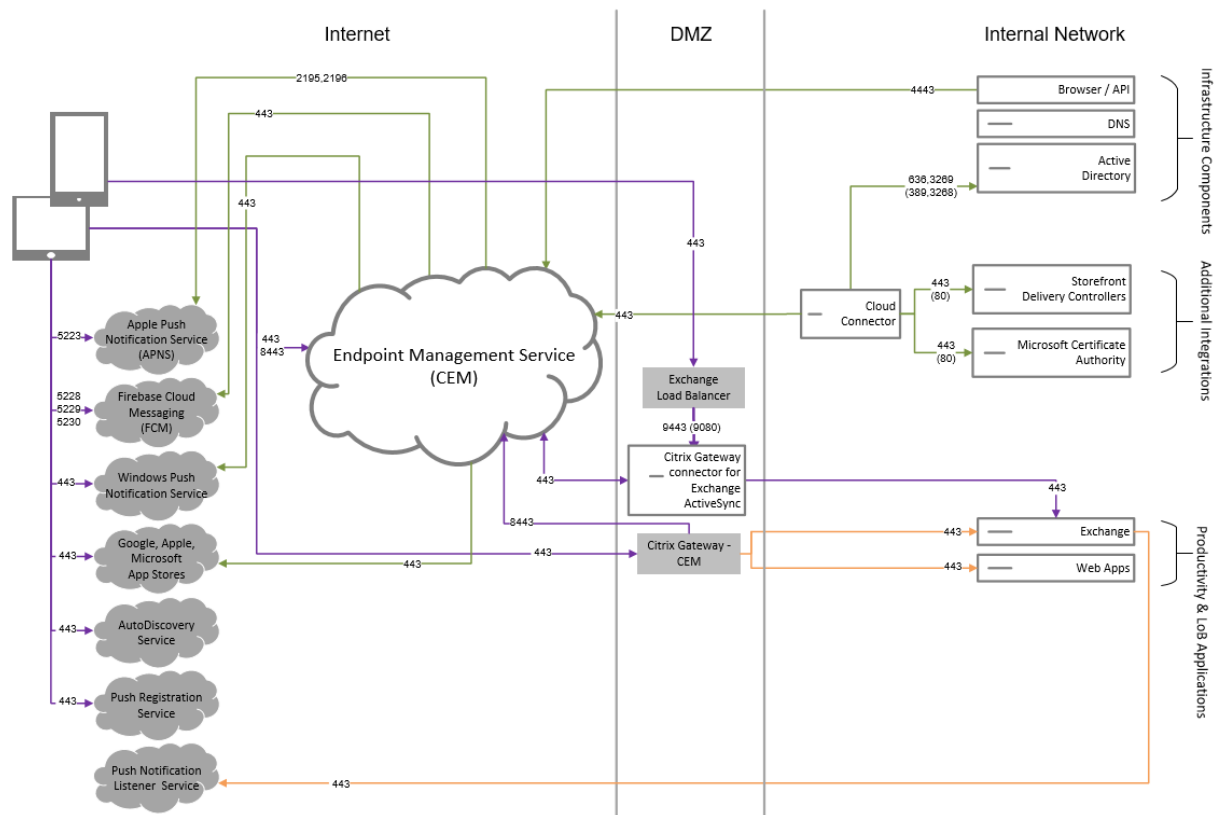 Internet
DMZ
Internal Network
2195,2196
443
443
4443
Browser / API
DNS
Active
Directory
636,3269
(389,3268)
Infrastructure Components
443
443
Cloud
Connector
443
(80)
Storefront
Delivery Controllers
443
(80)
Microsoft Certificate
Authority
Additional Integrations
5223
Apple Push
Notification Service
(APNS)
443
8443
Endpoint Management Service
(CEM)
5228
5229
5230
Firebase Cloud
Messaging
(FCM)
Exchange
Load Balancer
9443 (9080)
443
Windows Push
Notification Service
443
Citrix Gateway
connector for
Exchange
ActiveSync
443
8443
443
Google, Apple,
Microsoft
App Stores
443
443
Citrix Gateway -
CEM
443
Exchange
443
Web Apps
Productivity & LoB Applications
443
AutoDiscovery
Service
443
Push Registration
Service
Push Notification
Listener Service
443